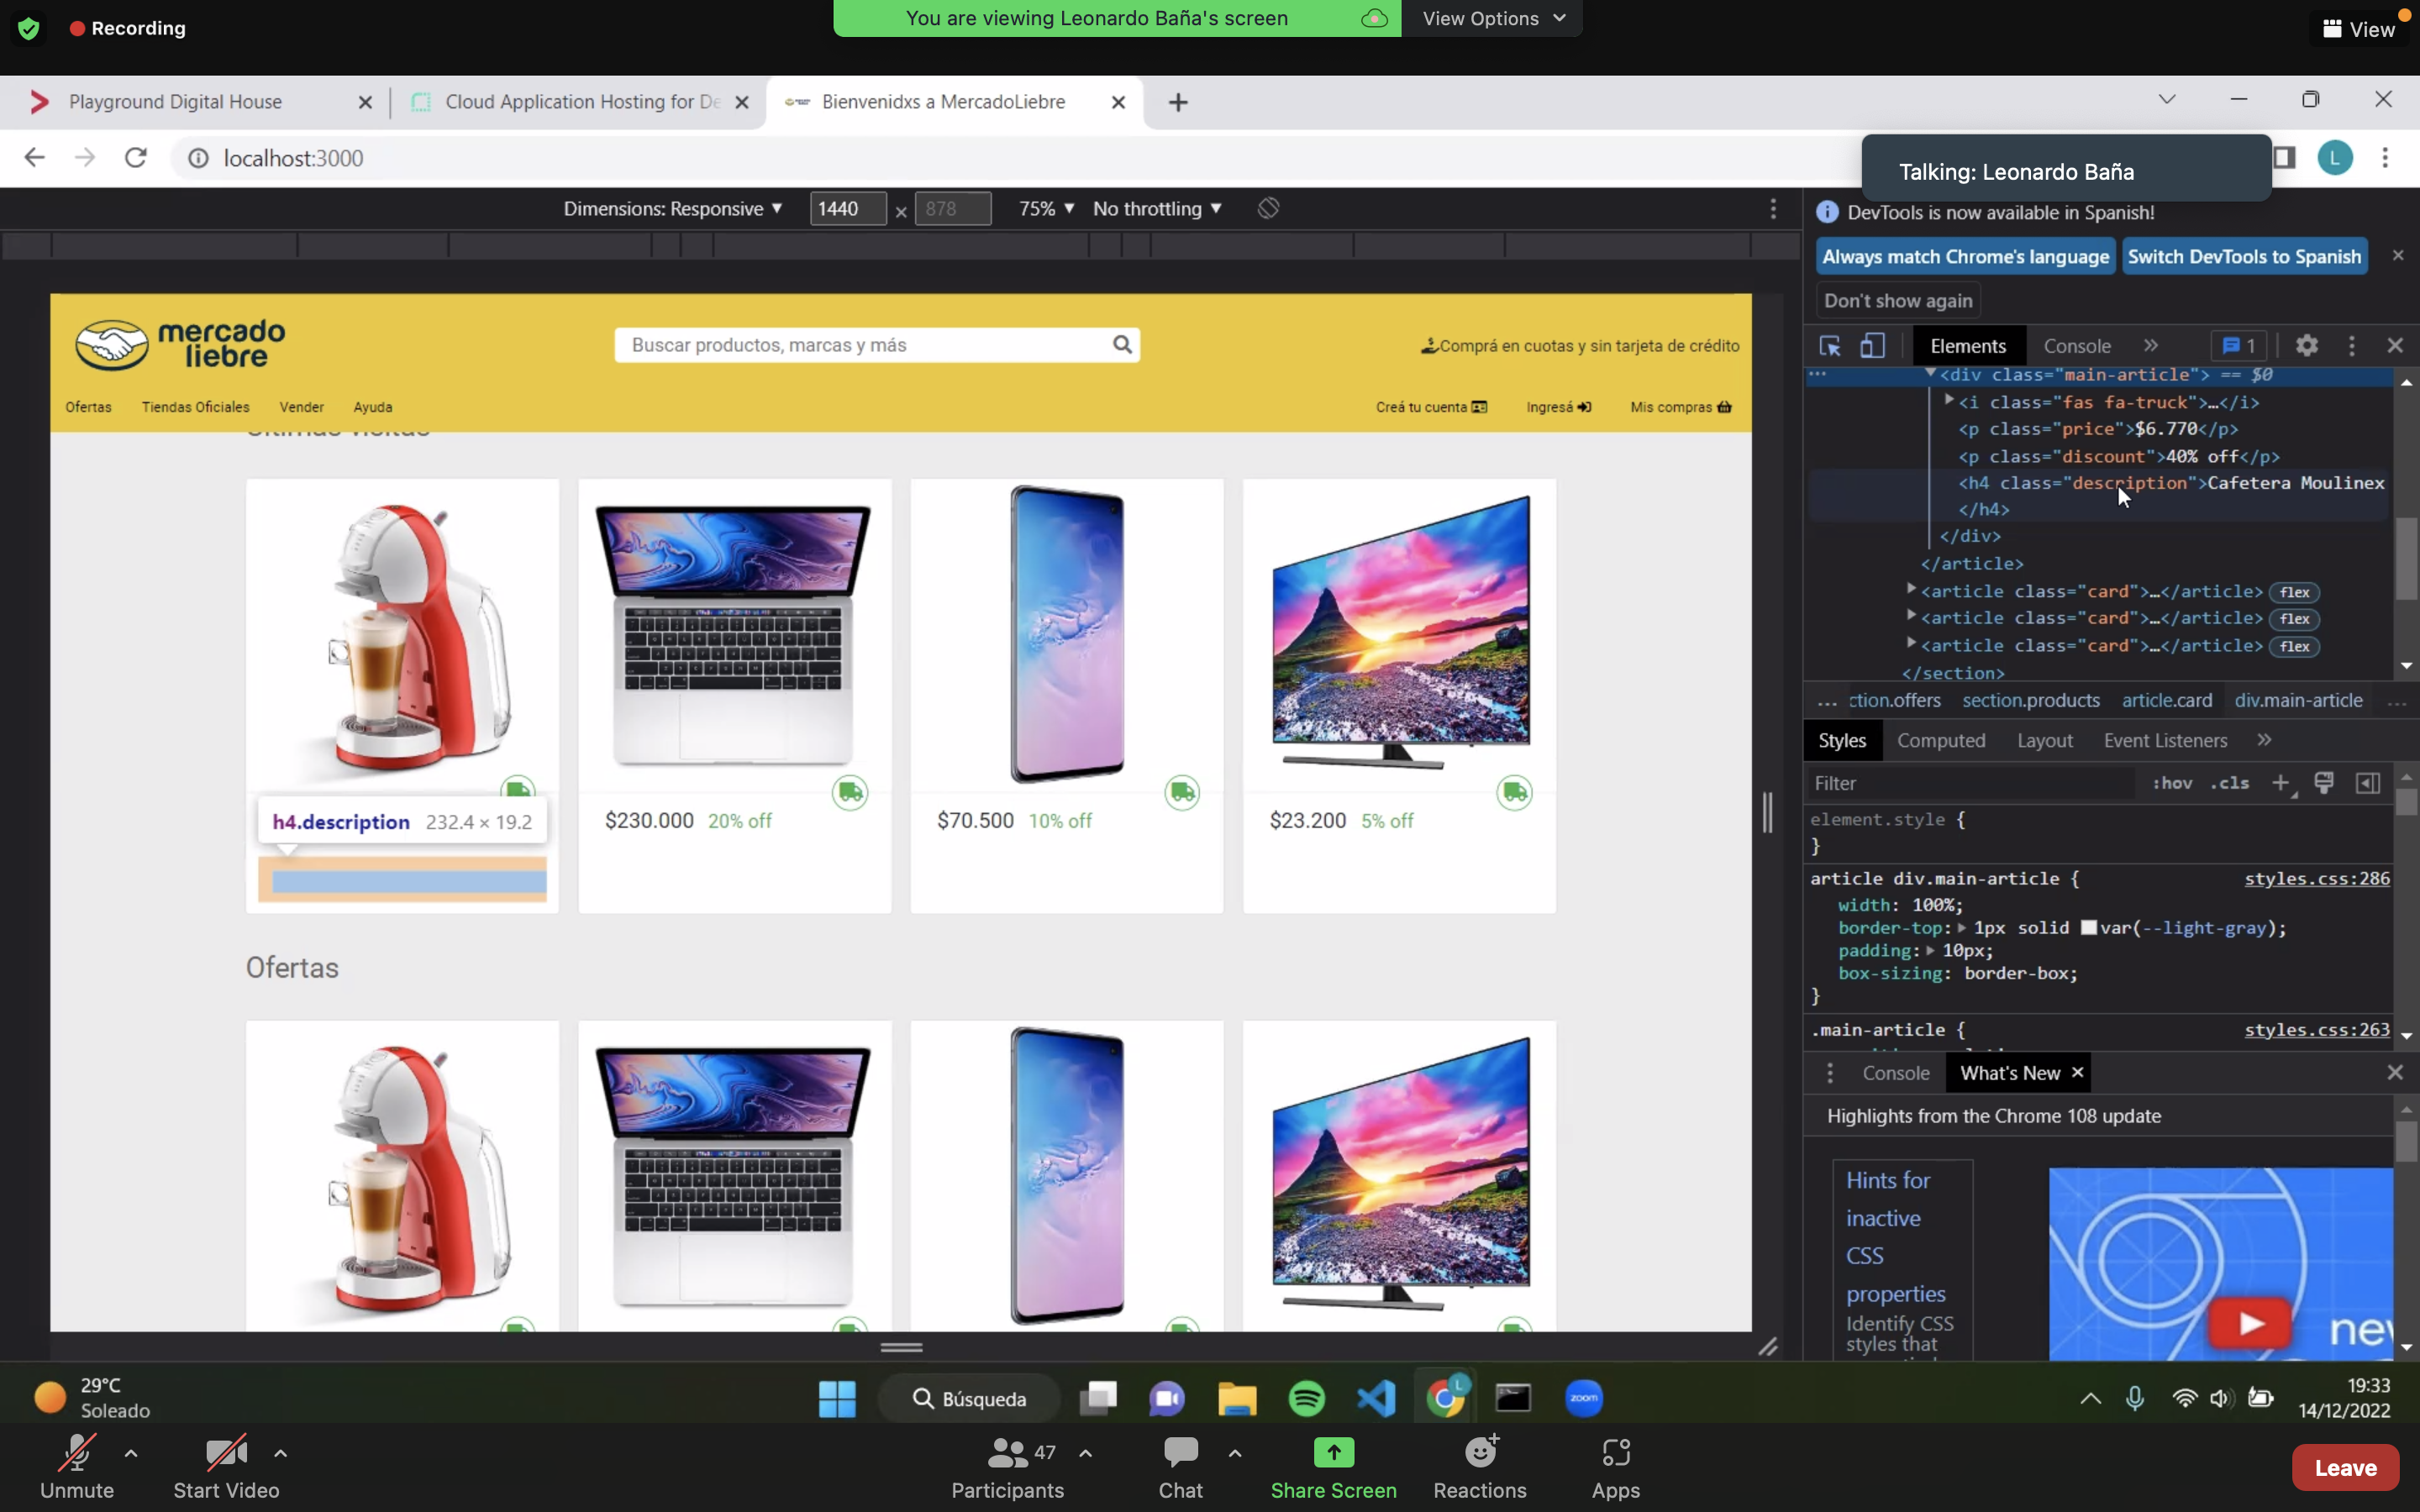 Recording
You are viewing Leonardo Baña's screen
View Options
View
Playground Digital House
Cloud Application Hosting for De
Bienvenidxs a MercadoLiebre
localhost:3000
L
Talking: Leonardo Baña
Dimensions: Responsive
1440
×
878
75%
No throttling
DevTools is now available in Spanish!
Always match Chrome's language
Switch DevTools to Spanish
Don't show again
Elements
Console
»
1
mercado
liebre
Buscar productos, marcas y más
Comprá en cuotas y sin tarjeta de crédito
Ofertas
Tiendas Oficiales
Vender
Ayuda
Creá tu cuenta
Ingresá
Mis compras
$230.000 20% off
$70.500 10% off
$23.200 5% off
h4.description 232.4 × 19.2
Ofertas
<div class="main-article"> == $0
<i class="fas fa-truck">…</i>
<p class="price">$6.770</p>
<p class="discount">40% off</p>
<h4 class="description">Cafetera Moulinex
</h4>
</div>
</article>
<article class="card">…</article> flex
<article class="card">…</article> flex
<article class="card">…</article> flex
</section>
... ction.offers section.products article.card div.main-article ...
Styles Computed Layout Event Listeners »
Filter :hov .cls
element.style {
}
article div.main-article { styles.css:286
width: 100%;
border-top: 1px solid var(--light-gray);
padding: 10px;
box-sizing: border-box;
}
.main-article { styles.css:263
Console What's New
Highlights from the Chrome 108 update
Hints for
inactive
CSS
properties
Identify CSS
styles that
new
29°C
Soleado
Búsqueda
L
zoom
19:33
14/12/2022
Unmute
Start Video
47
Participants
Chat
Share Screen
Reactions
Apps
Leave